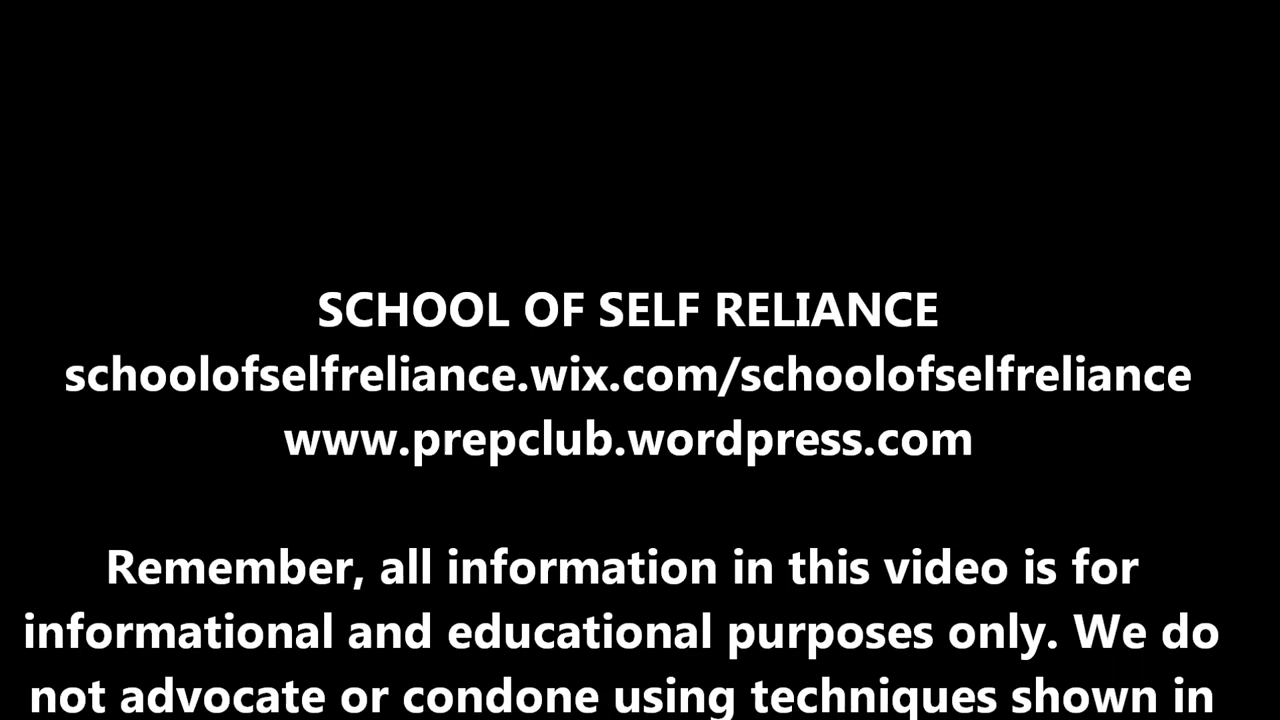 SCHOOL OF SELF RELIANCE
schoolofselfreliance.wix.com/schoolofselfreliance
www.prepclub.wordpress.com
Remember, all information in this video is for
informational and educational purposes only. We do
not advocate or condone using techniques shown in